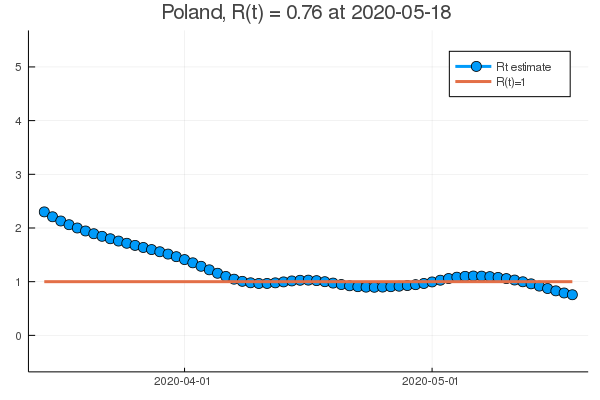 Poland, R(t) = 0.76 at 2020-05-18
5
4
3
2
1
0
Rt estimate
R(t)=1
2020-04-01
2020-05-01